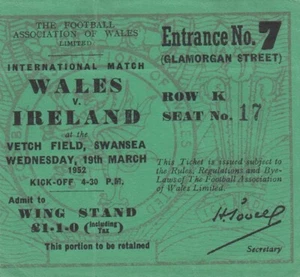 THE FOOTBALL
ASSOCIATION OF WALES
LIMITED
INTERNATIONAL MATCH
WALES
v.
IRELAND
at the
VETCH FIELD, SWANSEA
WEDNESDAY, 19th MARCH
1952
KICK-OFF 4-30 P.M.
Admit to
WING STAND
£1-1-0 (Including Tax)
This portion to be retained
Entrance No. 7
(GLAMORGAN STREET)
ROW K
SEAT No. 17
This Ticket is issued subject to
the Rules, Regulations and Bye-
Laws of The Football Association
of Wales Limited
Secretary